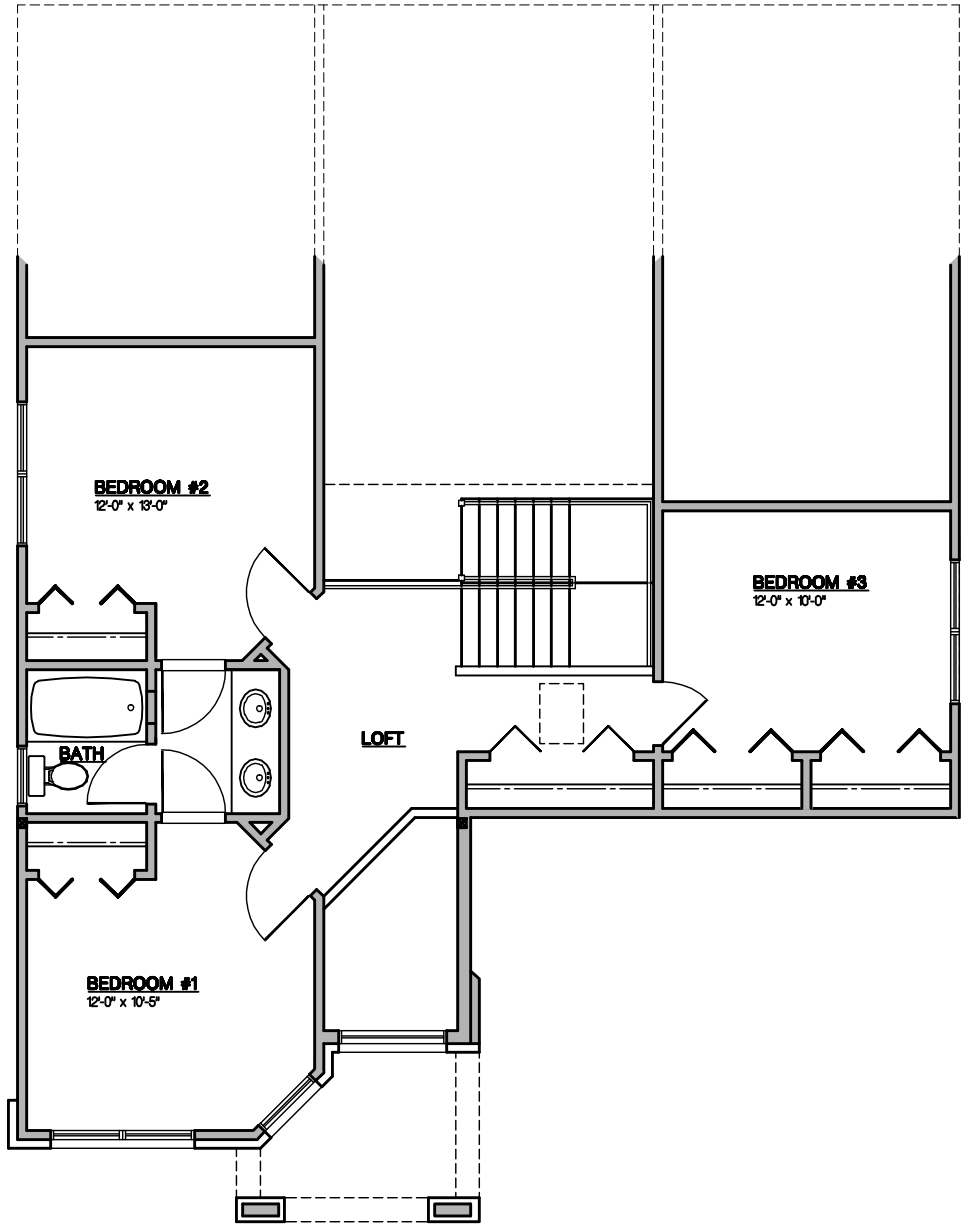 BEDROOM #2
12'-0" x 13'-0"
BEDROOM #3
12'-0" x 10'-0"
LOFT
BATH
BEDROOM #1
12'-0" x 10'-5"